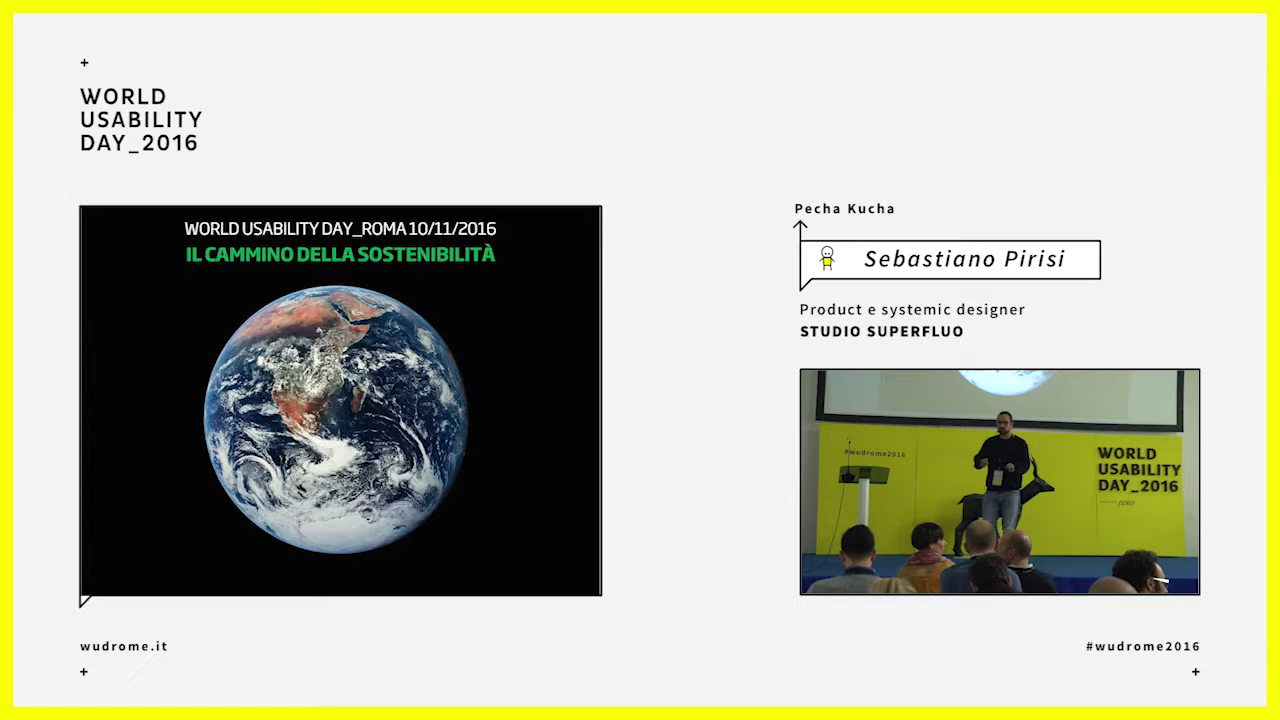 WORLD
USABILITY
DAY_2016
WORLD USABILITY DAY_ROMA 10/11/2016
IL CAMMINO DELLA SOSTENIBILITÀ
Pecha Kucha
Sebastiano Pirisi
Product e systemic designer
STUDIO SUPERFLUO
#wudrome2016
WORLD
USABILITY
DAY_2016
wudrome.it
#wudrome2016